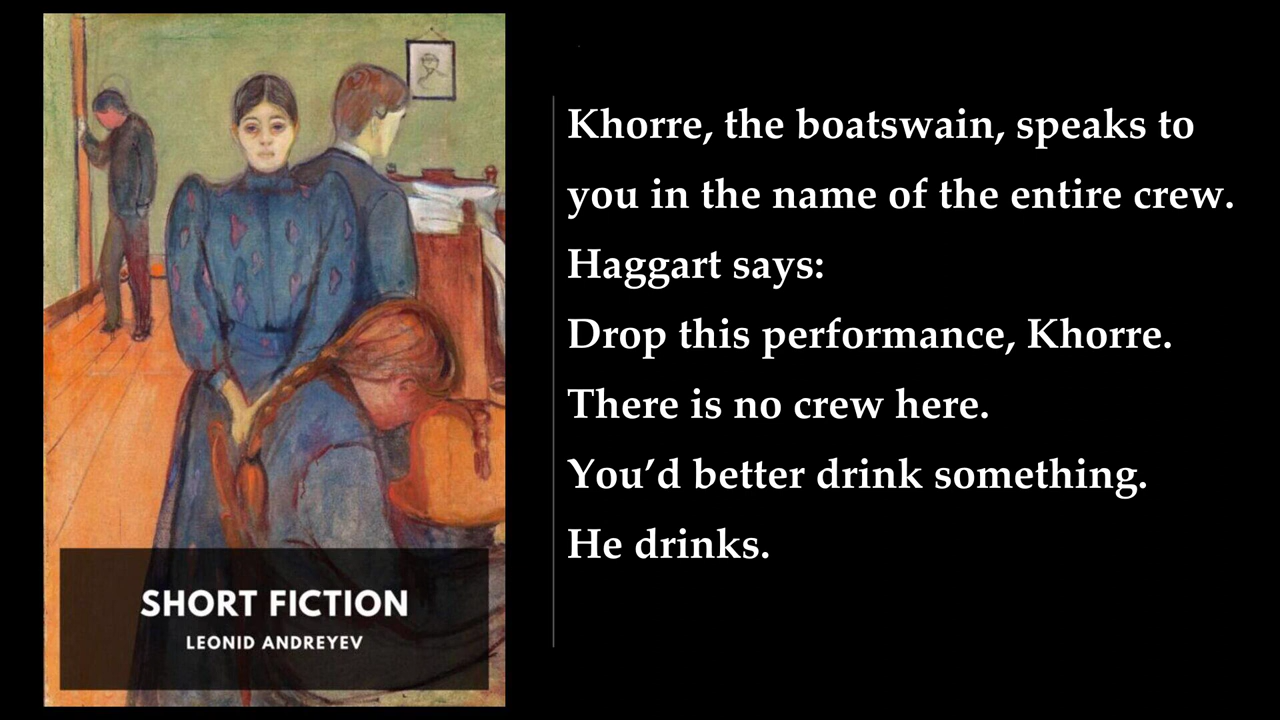 Khorre, the boatswain, speaks to
you in the name of the entire crew.
Haggart says:
Drop this performance, Khorre.
There is no crew here.
You’d better drink something.
He drinks.
SHORT FICTION
LEONID ANDREYEV